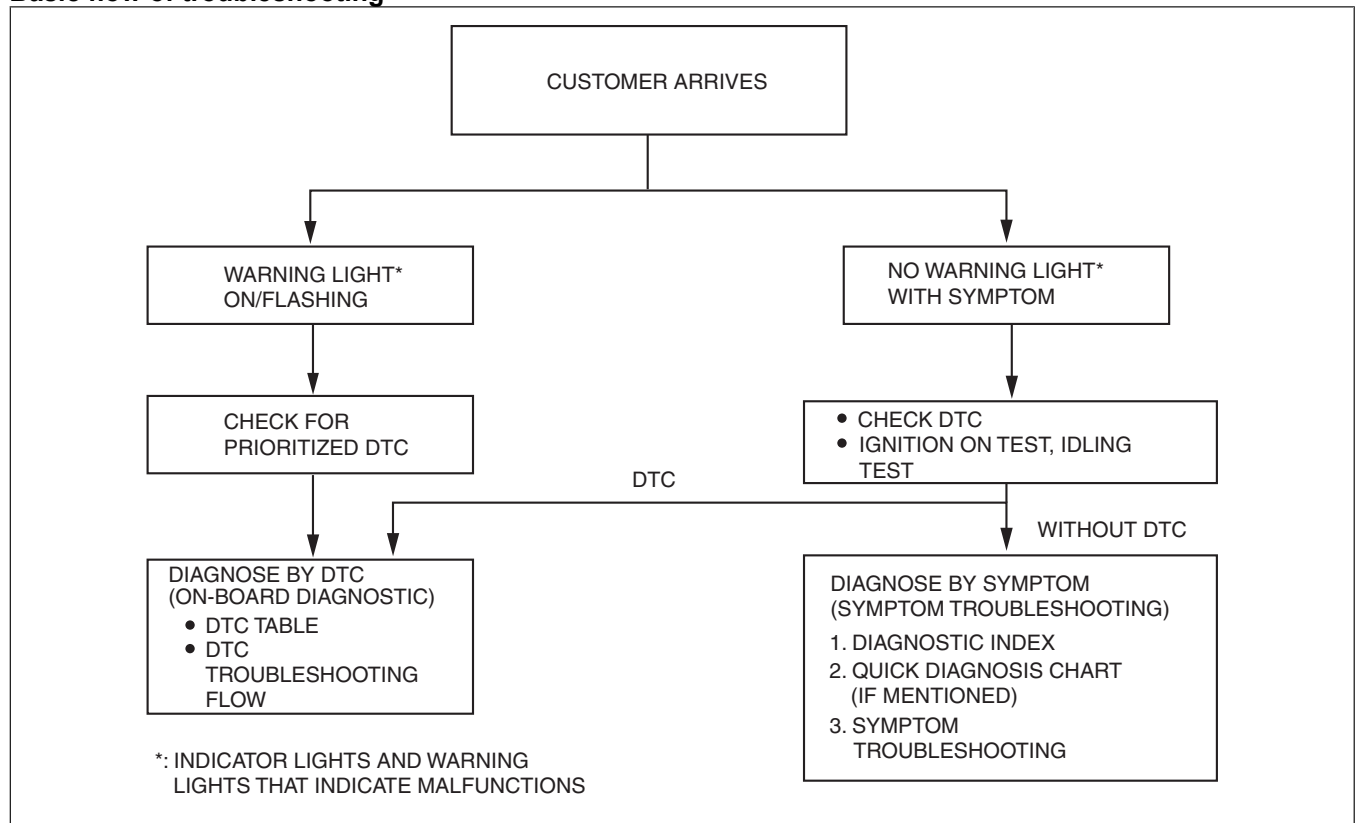 Basic flow of troubleshooting
CUSTOMER ARRIVES
WARNING LIGHT*
ON/FLASHING
NO WARNING LIGHT*
WITH SYMPTOM
CHECK FOR
PRIORITIZED DTC
• CHECK DTC
• IGNITION ON TEST, IDLING
TEST
DTC
WITHOUT DTC
DIAGNOSE BY DTC
(ON-BOARD DIAGNOSTIC)
• DTC TABLE
• DTC
TROUBLESHOOTING
FLOW
DIAGNOSE BY SYMPTOM
(SYMPTOM TROUBLESHOOTING)
1. DIAGNOSTIC INDEX
2. QUICK DIAGNOSIS CHART
(IF MENTIONED)
3. SYMPTOM
TROUBLESHOOTING
*: INDICATOR LIGHTS AND WARNING
LIGHTS THAT INDICATE MALFUNCTIONS